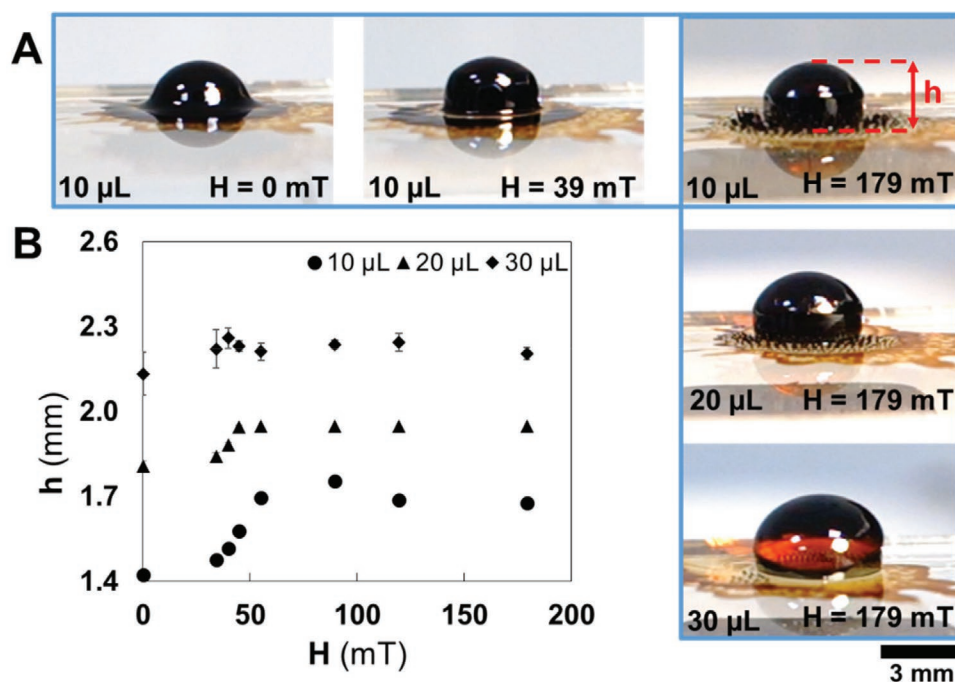 A
10 µL H = 0 mT
10 µL H = 39 mT
h
10 µL H = 179 mT
B
2.6
2.3
2.0
1.7
1.4
h (mm)
10 µL 20 µL 30 µL
0 50 100 150 200
H (mT)
20 µL H = 179 mT
30 µL H = 179 mT
3 mm